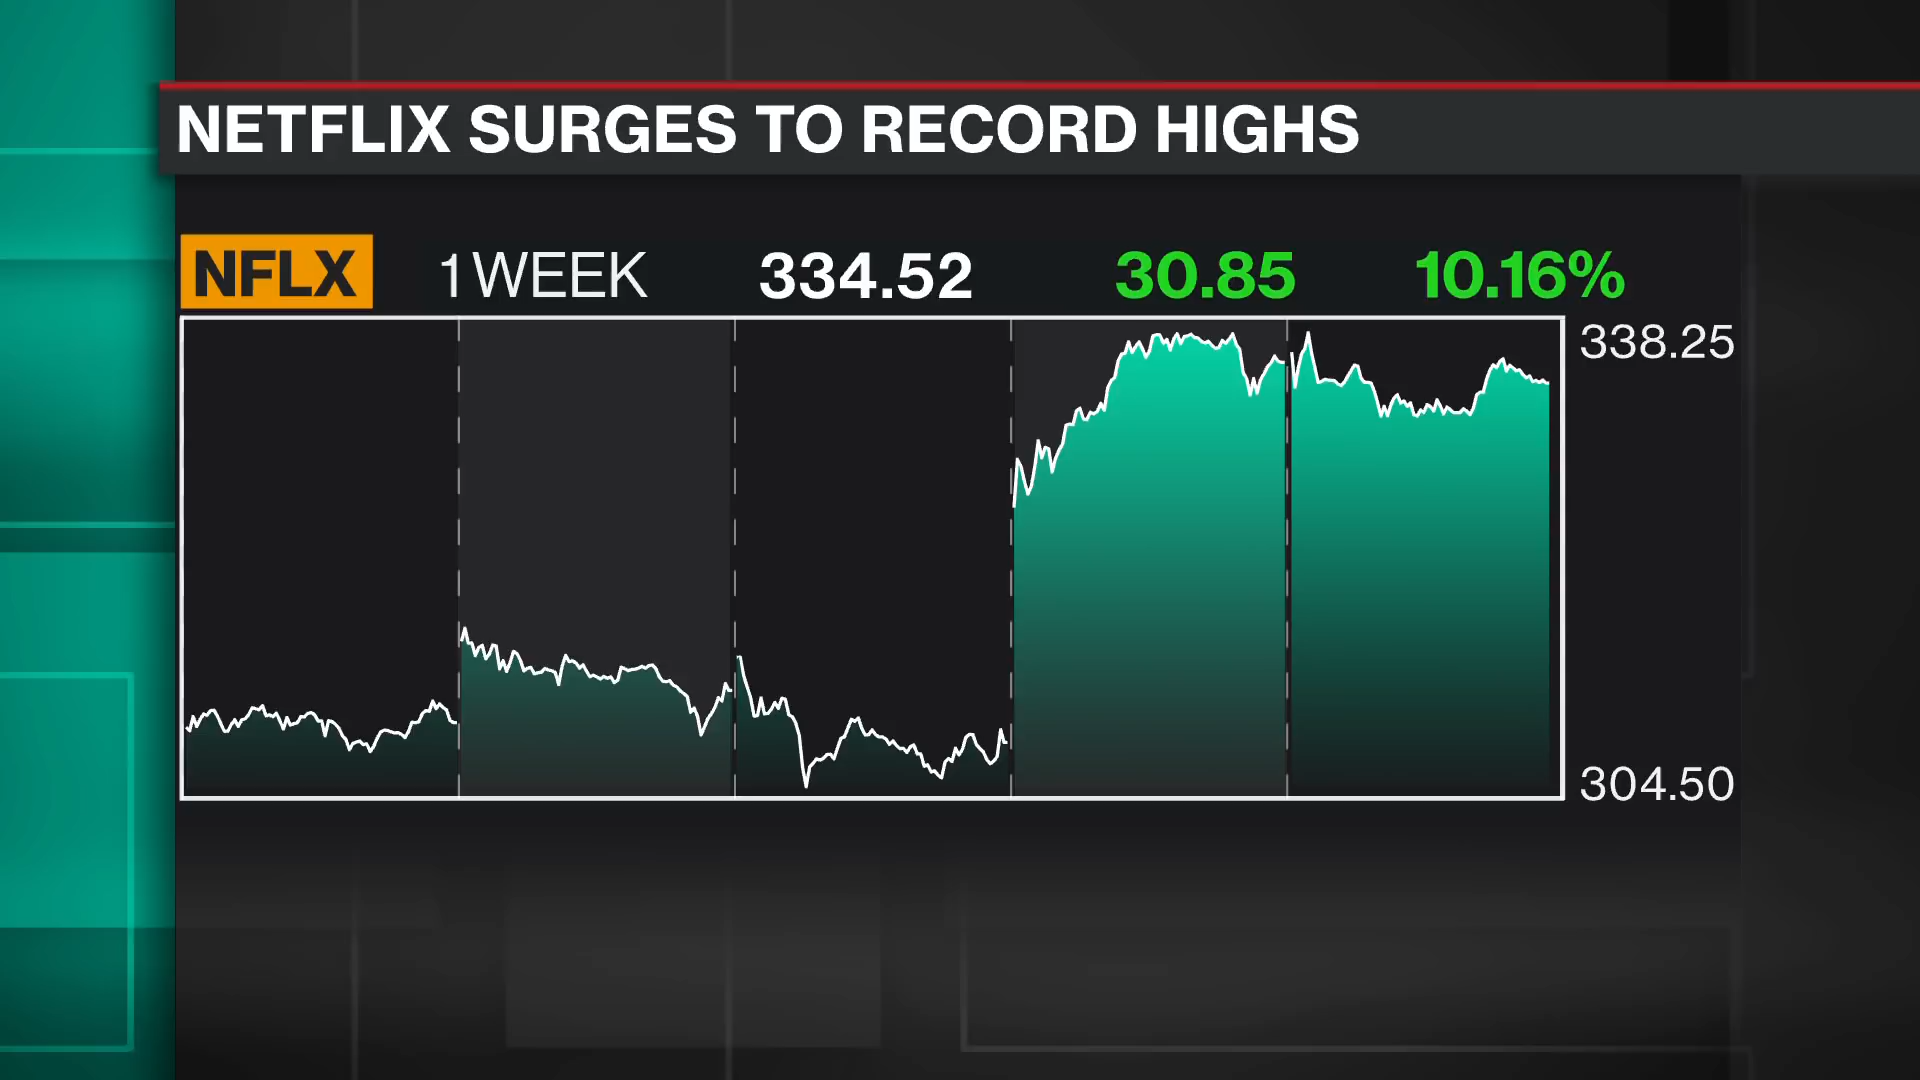 NETFLIX SURGES TO RECORD HIGHS
NFLX 1 WEEK 334.52 30.85 10.16%
338.25
304.50